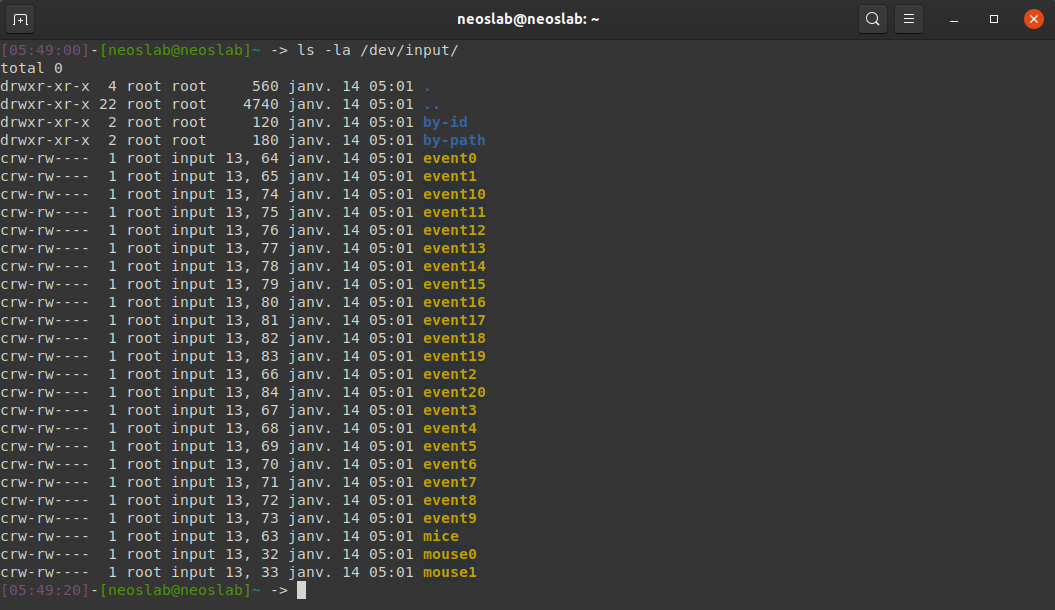 neoslab@neoslab: ~
[05:49:00]-[neoslab@neoslab]~ -> ls -la /dev/input/
total 0
drwxr-xr-x  4 root root     560 janv. 14 05:01 .
drwxr-xr-x 22 root root    4740 janv. 14 05:01 ..
drwxr-xr-x  2 root root     120 janv. 14 05:01 by-id
drwxr-xr-x  2 root root     180 janv. 14 05:01 by-path
crw-rw----  1 root input 13, 64 janv. 14 05:01 event0
crw-rw----  1 root input 13, 65 janv. 14 05:01 event1
crw-rw----  1 root input 13, 74 janv. 14 05:01 event10
crw-rw----  1 root input 13, 75 janv. 14 05:01 event11
crw-rw----  1 root input 13, 76 janv. 14 05:01 event12
crw-rw----  1 root input 13, 77 janv. 14 05:01 event13
crw-rw----  1 root input 13, 78 janv. 14 05:01 event14
crw-rw----  1 root input 13, 79 janv. 14 05:01 event15
crw-rw----  1 root input 13, 80 janv. 14 05:01 event16
crw-rw----  1 root input 13, 81 janv. 14 05:01 event17
crw-rw----  1 root input 13, 82 janv. 14 05:01 event18
crw-rw----  1 root input 13, 83 janv. 14 05:01 event19
crw-rw----  1 root input 13, 66 janv. 14 05:01 event2
crw-rw----  1 root input 13, 84 janv. 14 05:01 event20
crw-rw----  1 root input 13, 67 janv. 14 05:01 event3
crw-rw----  1 root input 13, 68 janv. 14 05:01 event4
crw-rw----  1 root input 13, 69 janv. 14 05:01 event5
crw-rw----  1 root input 13, 70 janv. 14 05:01 event6
crw-rw----  1 root input 13, 71 janv. 14 05:01 event7
crw-rw----  1 root input 13, 72 janv. 14 05:01 event8
crw-rw----  1 root input 13, 73 janv. 14 05:01 event9
crw-rw----  1 root input 13, 63 janv. 14 05:01 mice
crw-rw----  1 root input 13, 32 janv. 14 05:01 mouse0
crw-rw----  1 root input 13, 33 janv. 14 05:01 mouse1
[05:49:20]-[neoslab@neoslab]~ ->